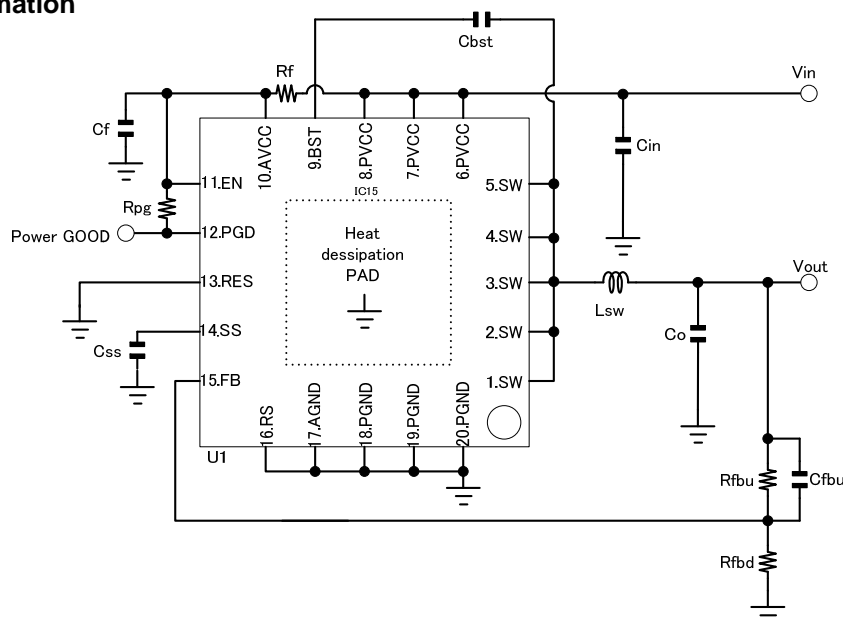 mation
Cbst
Vin
Rf
Cf
Cin
10.AVCC
9.BST
8.PVCC
7.PVCC
6.PVCC
IC15
11.EN
5.SW
Rpg
Power GOOD
12.PGD
4.SW
Heat
dessipation
PAD
13.RES
3.SW
Vout
Lsw
14.SS
2.SW
Co
Css
15.FB
1.SW
16.RS
17.AGND
18.PGND
19.PGND
20.PGND
U1
Rfbu
Cfbu
Rfbd